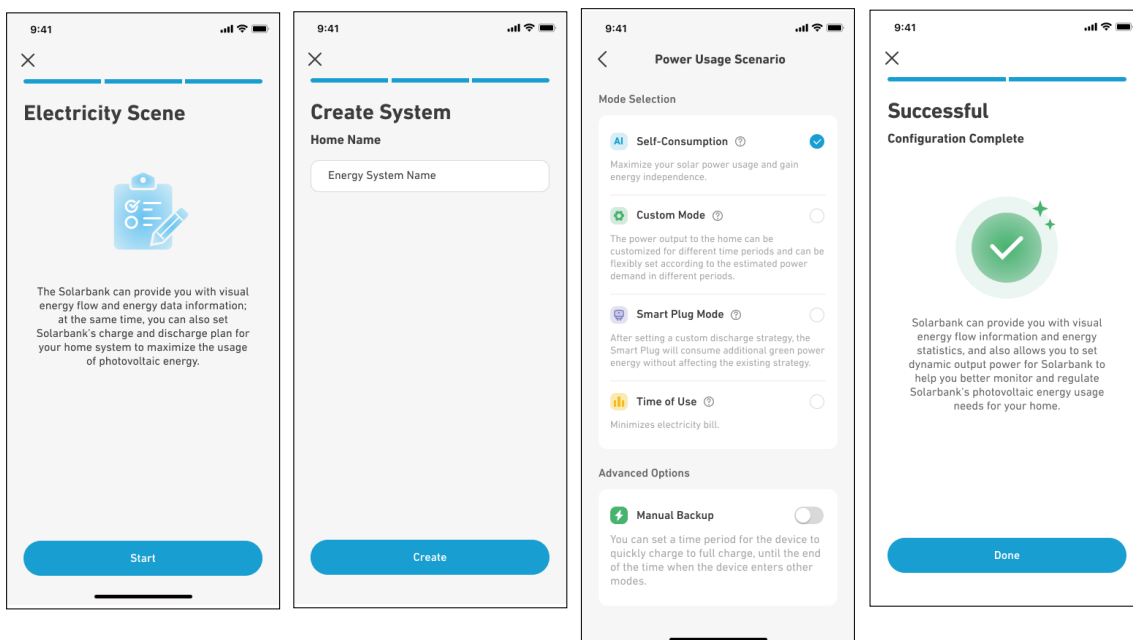 9:41
Electricity Scene
The Solarbank can provide you with visual
energy flow and energy data information;
at the same time, you can also set
Solarbank's charge and discharge plan for
your home system to maximize the usage
of photovoltaic energy.
Start
9:41
Create System
Home Name
Energy System Name
Create
9:41
Power Usage Scenario
Mode Selection
AI Self-Consumption ?
Maximize your solar power usage and gain
energy independence.
Custom Mode ?
The power output to the home can be
customized for different time periods and can be
flexibly set according to the estimated power
demand in different periods.
Smart Plug Mode ?
After setting a custom discharge strategy, the
Smart Plug will consume additional green power
energy without affecting the existing strategy.
Time of Use ?
Minimizes electricity bill.
Advanced Options
Manual Backup
You can set a time period for the device to
quickly charge to full charge, until the end
of the time when the device enters other
modes.
9:41
Successful
Configuration Complete
Solarbank can provide you with visual
energy flow information and energy
statistics, and also allows you to set
dynamic output power for Solarbank to
help you better monitor and regulate
Solarbank's photovoltaic energy usage
needs for your home.
Done